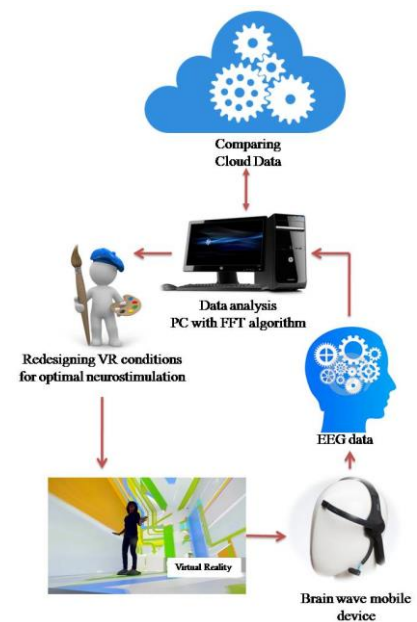 Comparing
Cloud Data
Data analysis
PC with FFT algorithm
Redesigning VR conditions
for optimal neurostimulation
EEG data
Virtual Reality
Brain wave mobile
device